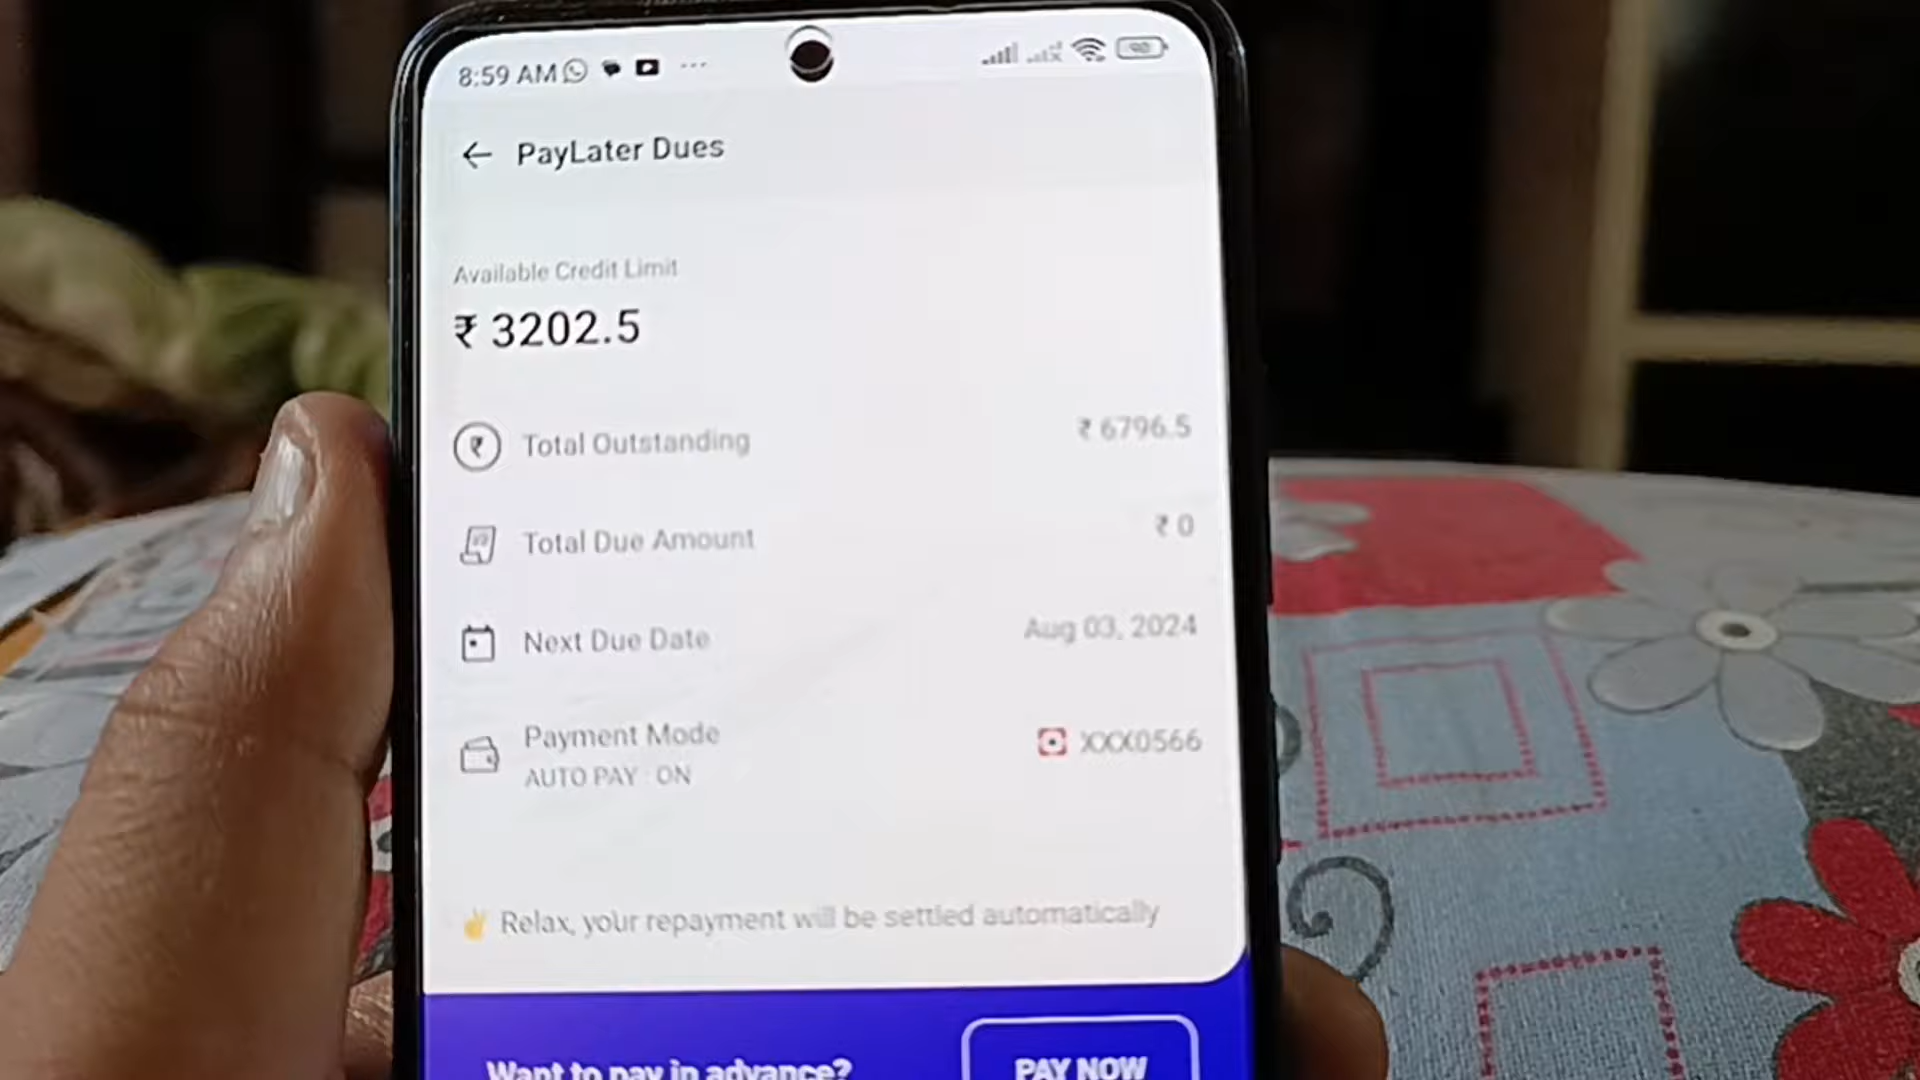 8:59 AM
PayLater Dues
Available Credit Limit
₹ 3202.5
Total Outstanding ₹ 6796.5
Total Due Amount ₹ 0
Next Due Date Aug 03, 2024
Payment Mode XXX0566
AUTO PAY : ON
✌ Relax, your repayment will be settled automatically
Want to pay in advance? PAY NOW